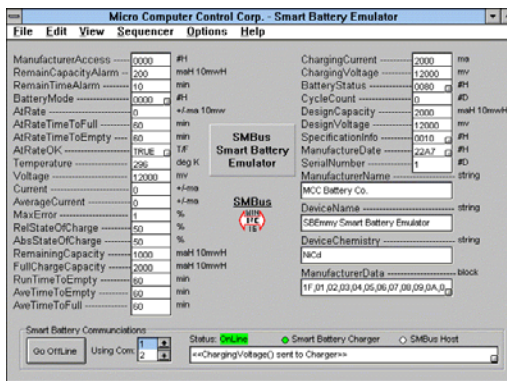 Micro Computer Control Corp. - Smart Battery Emulator
File Edit View Sequencer Options Help
ManufacturerAccess 0000 #H
RemainCapacityAlarm 200 maH 10mwH
RemainTimeAlarm 10 min
BatteryMode 0000 #H
AtRate 0 +/-ma 10mw
AtRateTimeToFull 60 min
AtRateTimeToEmpty 60 min
AtRateOK TRUE T/F
Temperature 296 deg K
Voltage 12000 mv
Current 0 +/-ma
AverageCurrent 0 +/-ma
MaxError 1 %
RelStateOfCharge 50 %
AbsStateOfCharge 50 %
RemainingCapacity 1000 maH 10mwH
FullChargeCapacity 2000 maH 10mwH
RunTimeToEmpty 60 min
AveTimeToEmpty 60 min
AveTimeToFull 60 min
SMBus
Smart Battery
Emulator
SMBus
ChargingCurrent 2000 ma
ChargingVoltage 12000 mv
BatteryStatus 0080 #H
CycleCount 0 #D
DesignCapacity 2000 maH 10mwH
DesignVoltage 12000 mv
SpecificationInfo 0010 #H
ManufactureDate 22A7 #H
SerialNumber 1 #D
ManufacturerName string
MCC Battery Co.
DeviceName string
SBEmmy Smart Battery Emulator
DeviceChemistry string
NiCd
ManufacturerData block
1F,01,02,03,04,05,06,07,08,09,0A,0
Smart Battery Communciations
Go OffLine Using Com: 1 2
Status: OnLine Smart Battery Charger SMBus Host
<<ChargingVoltage() sent to Charger>>